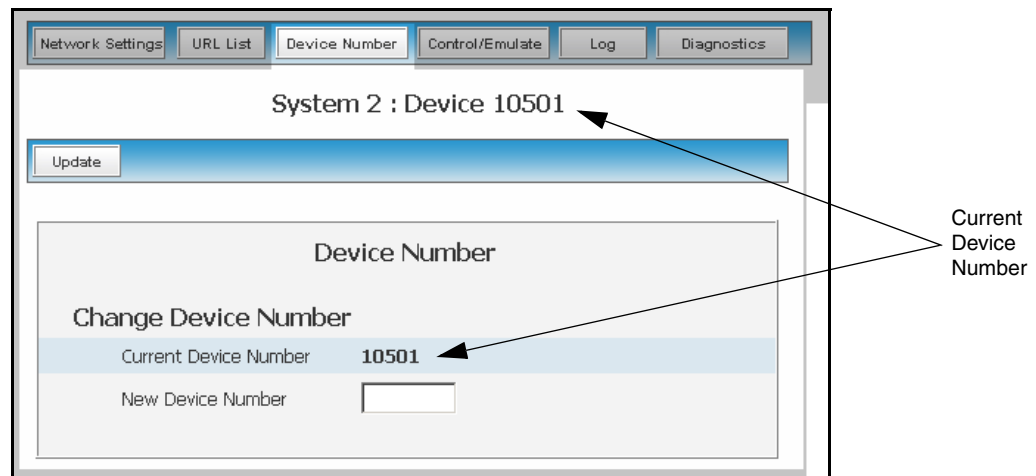 Network Settings URL List Device Number Control/Emulate Log Diagnostics
System 2 : Device 10501
Update
Device Number
Change Device Number
Current Device Number 10501
New Device Number
Current
Device
Number